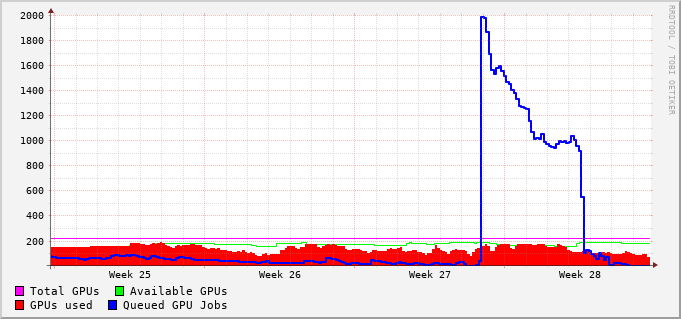 2000
1800
1600
1400
1200
1000
800
600
400
200
Week 25 Week 26 Week 27 Week 28
Total GPUs Available GPUs
GPUs used Queued GPU Jobs
RRDTOOL / TOBI OETIKER